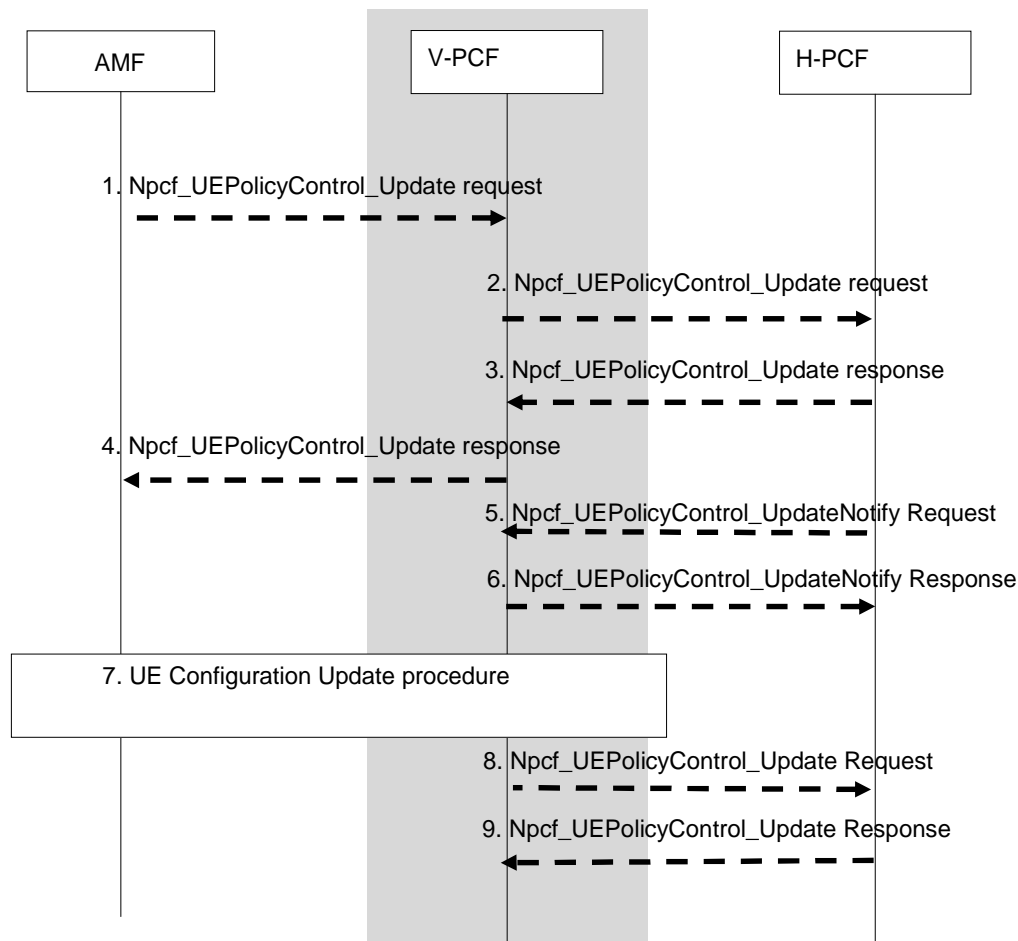 AMF
V-PCF
H-PCF
1. Npcf_UEPolicyControl_Update request
2. Npcf_UEPolicyControl_Update request
3. Npcf_UEPolicyControl_Update response
4. Npcf_UEPolicyControl_Update response
5. Npcf_UEPolicyControl_UpdateNotify Request
6. Npcf_UEPolicyControl_UpdateNotify Response
7. UE Configuration Update procedure
8. Npcf_UEPolicyControl_Update Request
9. Npcf_UEPolicyControl_Update Response